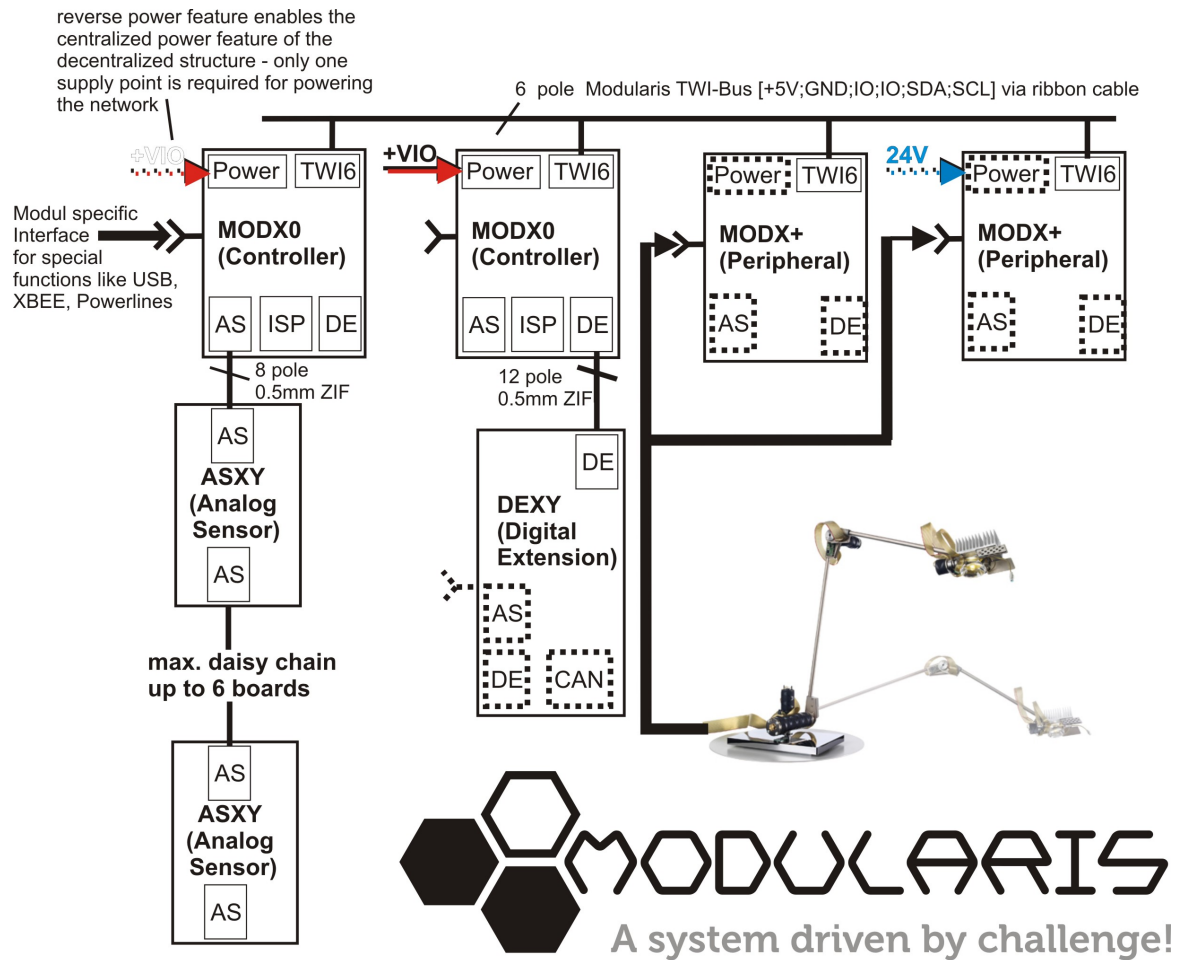 reverse power feature enables the
centralized power feature of the
decentralized structure - only one
supply point is required for powering
the network
6 pole Modularis TWI-Bus [+5V;GND;IO;IO;SDA;SCL] via ribbon cable
+VIO
Power
TWI6
MODX0
(Controller)
AS
ISP
DE
Modul specific
Interface
for special
functions like USB,
XBEE, Powerlines
+VIO
Power
TWI6
MODX0
(Controller)
AS
ISP
DE
Power
TWI6
MODX+
(Peripheral)
AS
DE
24V
Power
TWI6
MODX+
(Peripheral)
AS
DE
8 pole
0.5mm ZIF
12 pole
0.5mm ZIF
AS
ASXY
(Analog
Sensor)
AS
max. daisy chain
up to 6 boards
AS
ASXY
(Analog
Sensor)
AS
DE
DEXY
(Digital
Extension)
AS
DE
CAN
MODULARIS
A system driven by challenge!